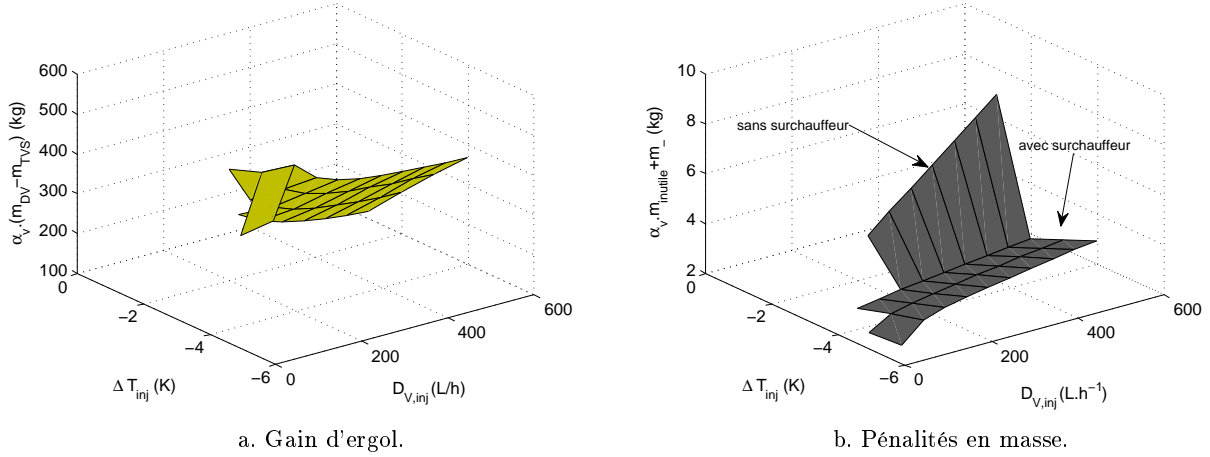 600
500
400
300
200
100
0
−2
−4
−6
0
200
400
600
α_v.(m_DV−m_TVS) (kg)
Δ T_inj (K)
D_V,inj (L/h)
a. Gain d'ergol.
10
8
6
4
2
0
−2
−4
−6
0
200
400
600
α_v.m_inutile+m_− (kg)
sans surchauffeur
avec surchauffeur
Δ T_inj (K)
D_V,inj (L.h⁻¹)
b. Pénalités en masse.